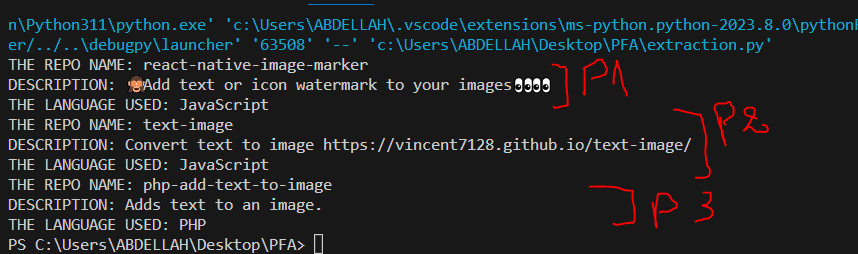 n\Python311\python.exe' 'c:\Users\ABDELLAH\.vscode\extensions\ms-python.python-2023.8.0\pythonF
er/../..\debugpy\launcher' '63508' '--' 'c:\Users\ABDELLAH\Desktop\PFA\extraction.py'
THE REPO NAME: react-native-image-marker
DESCRIPTION: 🙈Add text or icon watermark to your images👀👀
P1
THE LANGUAGE USED: JavaScript
THE REPO NAME: text-image
P2
DESCRIPTION: Convert text to image https://vincent7128.github.io/text-image/
THE LANGUAGE USED: JavaScript
THE REPO NAME: php-add-text-to-image
DESCRIPTION: Adds text to an image.
P3
THE LANGUAGE USED: PHP
PS C:\Users\ABDELLAH\Desktop\PFA>